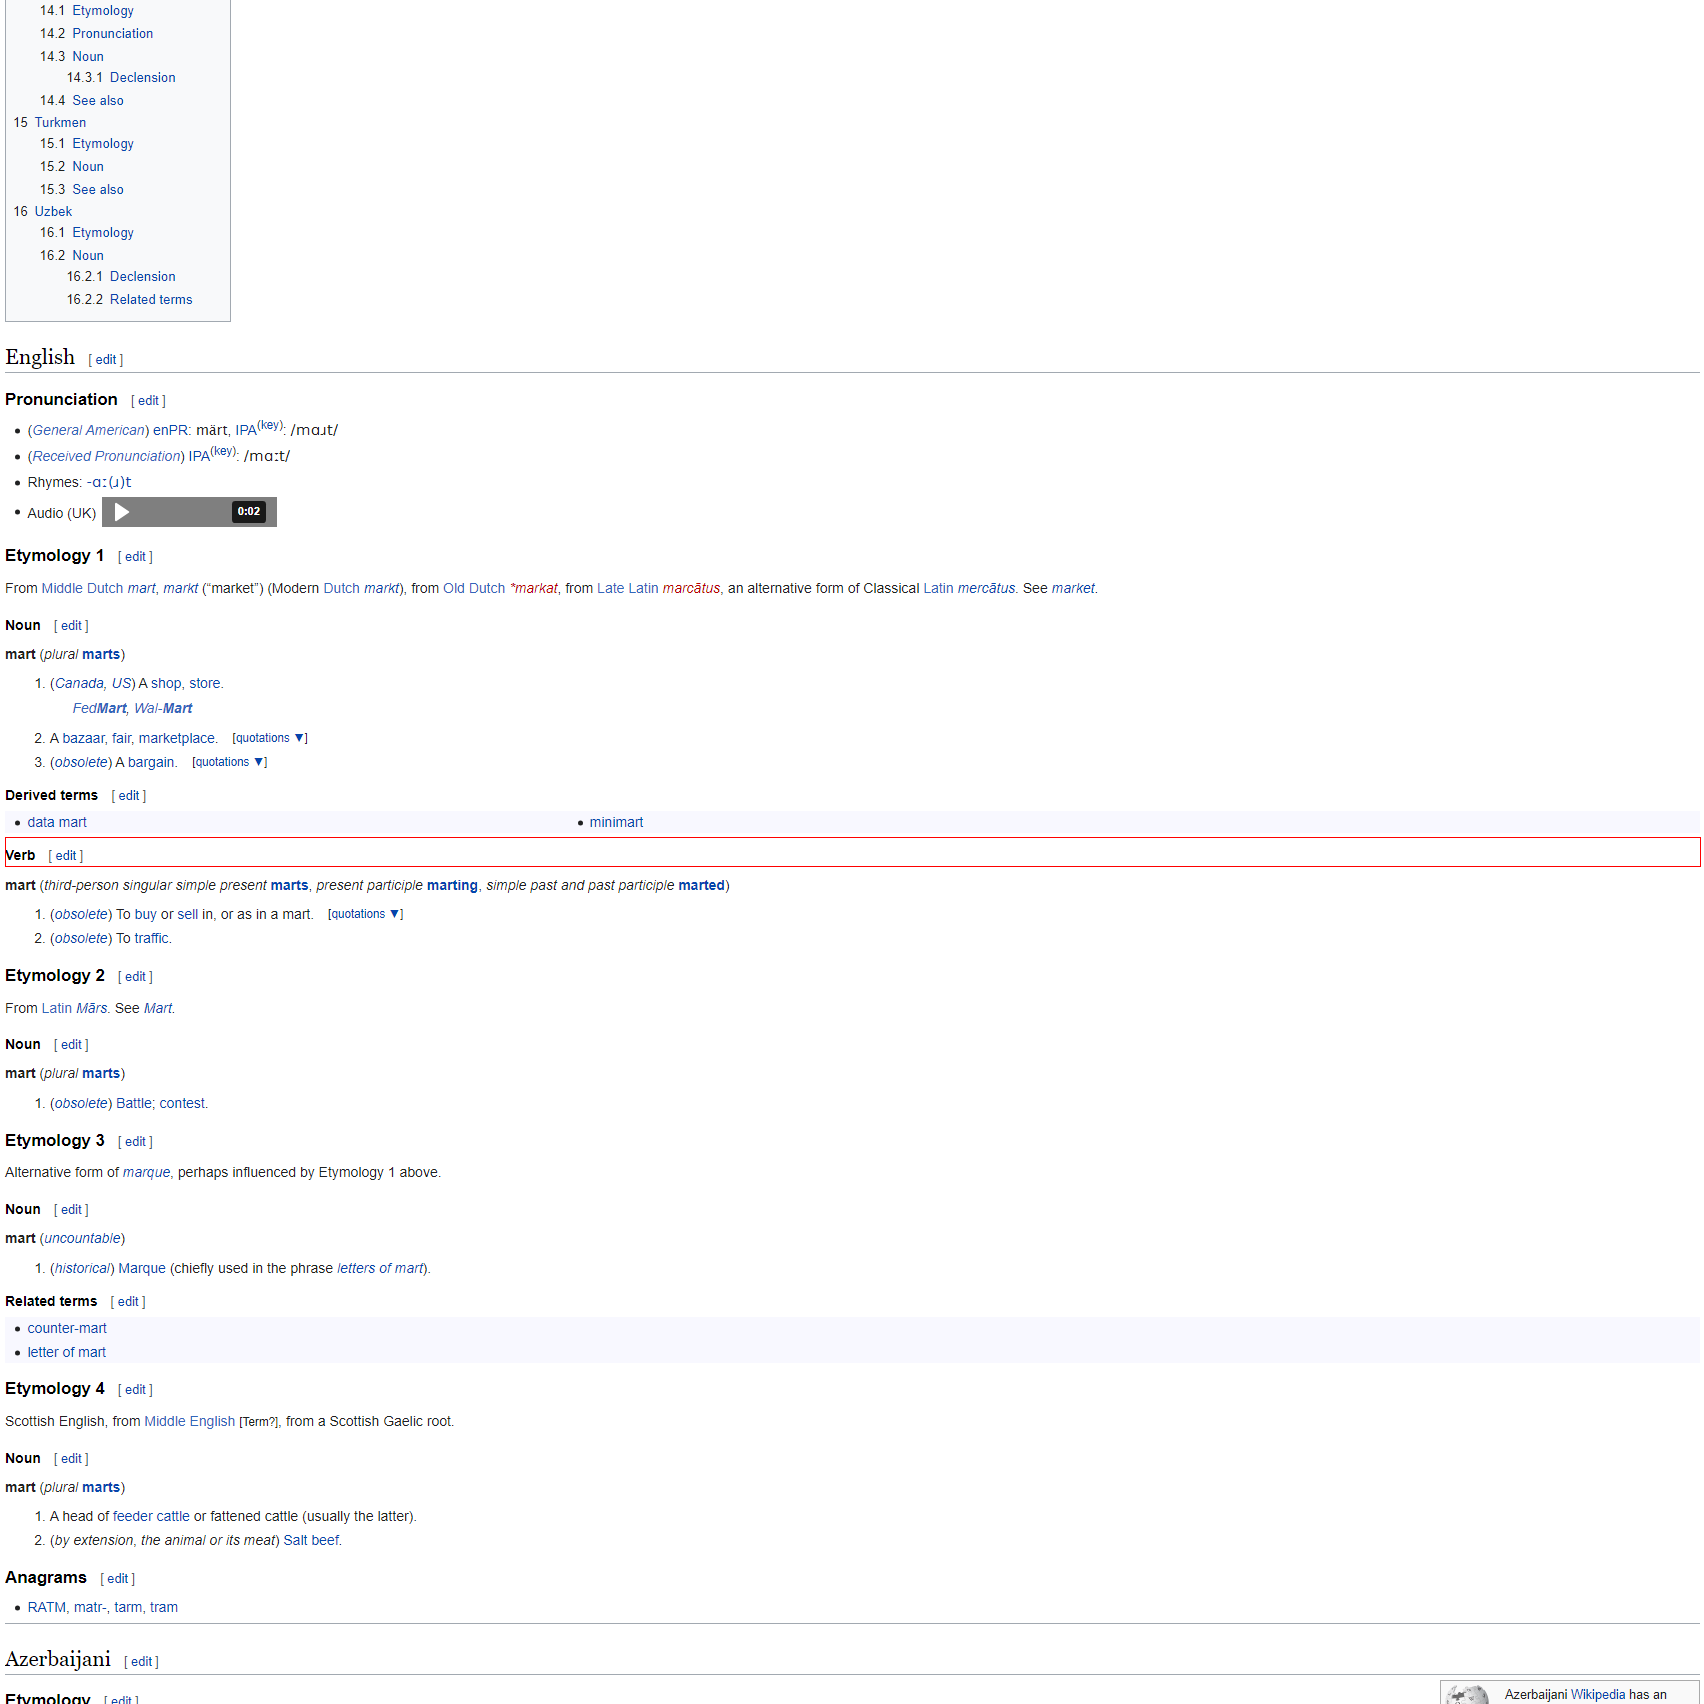 14.1 Etymology
14.2 Pronunciation
14.3 Noun
14.3.1 Declension
14.4 See also
15 Turkmen
15.1 Etymology
15.2 Noun
15.3 See also
16 Uzbek
16.1 Etymology
16.2 Noun
16.2.1 Declension
16.2.2 Related terms
English [ edit ]
Pronunciation [ edit ]
• (General American) enPR: märt, IPA(key): /mɑɹt/
• (Received Pronunciation) IPA(key): /mɑːt/
• Rhymes: -ɑː(ɹ)t
• Audio (UK) 0:02
Etymology 1 [ edit ]
From Middle Dutch mart, markt (“market”) (Modern Dutch markt), from Old Dutch *markat, from Late Latin marcātus, an alternative form of Classical Latin mercātus. See market.
Noun [ edit ]
mart (plural marts)
1. (Canada, US) A shop, store.
FedMart, Wal-Mart
2. A bazaar, fair, marketplace. [quotations ▼]
3. (obsolete) A bargain. [quotations ▼]
Derived terms [ edit ]
• data mart • minimart
Verb [ edit ]
mart (third-person singular simple present marts, present participle marting, simple past and past participle marted)
1. (obsolete) To buy or sell in, or as in a mart. [quotations ▼]
2. (obsolete) To traffic.
Etymology 2 [ edit ]
From Latin Mārs. See Mart.
Noun [ edit ]
mart (plural marts)
1. (obsolete) Battle; contest.
Etymology 3 [ edit ]
Alternative form of marque, perhaps influenced by Etymology 1 above.
Noun [ edit ]
mart (uncountable)
1. (historical) Marque (chiefly used in the phrase letters of mart).
Related terms [ edit ]
• counter-mart
• letter of mart
Etymology 4 [ edit ]
Scottish English, from Middle English [Term?], from a Scottish Gaelic root.
Noun [ edit ]
mart (plural marts)
1. A head of feeder cattle or fattened cattle (usually the latter).
2. (by extension, the animal or its meat) Salt beef.
Anagrams [ edit ]
• RATM, matr-, tarm, tram
Azerbaijani [ edit ]
Etymology [ edit ]
Azerbaijani Wikipedia has an